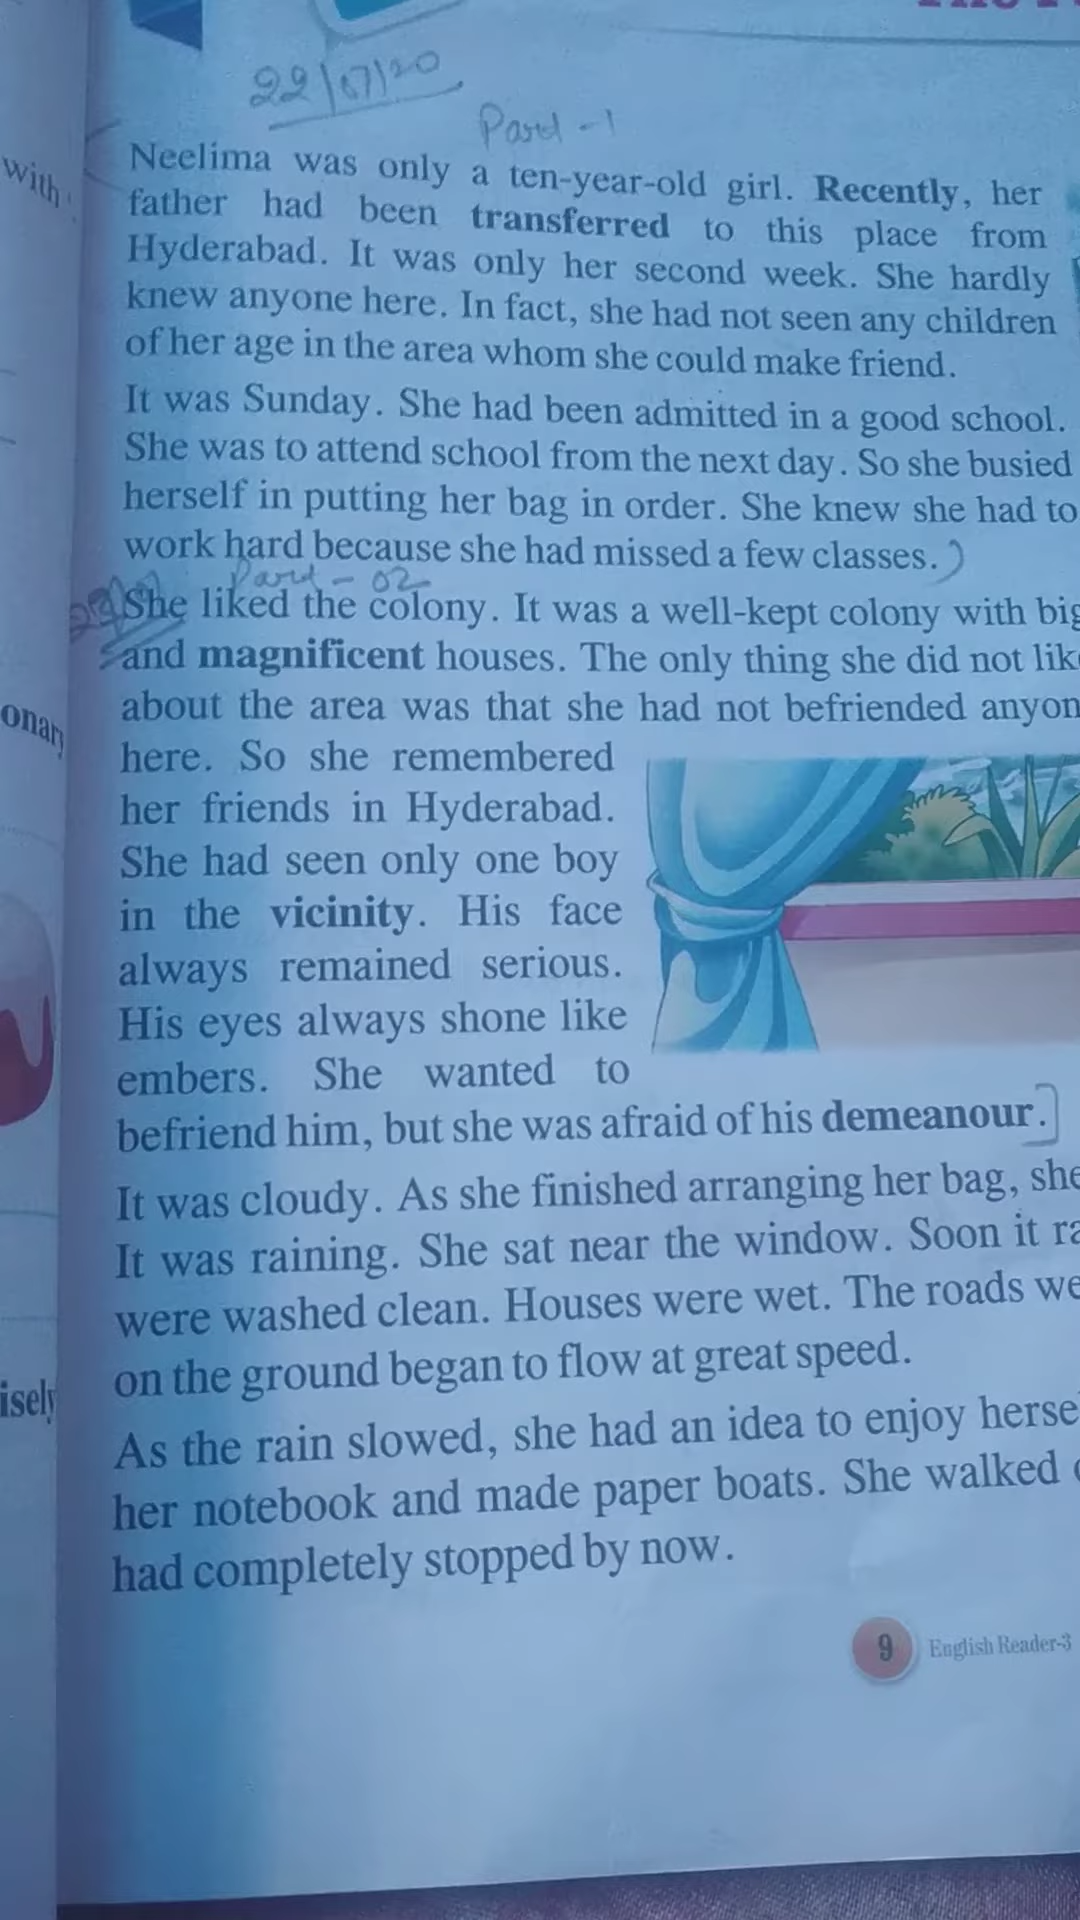 22/07/20
Part-1
with
Neelima was only a ten-year-old girl. Recently, her
father had been transferred to this place from
Hyderabad. It was only her second week. She hardly
knew anyone here. In fact, she had not seen any children
of her age in the area whom she could make friend.
It was Sunday. She had been admitted in a good school.
She was to attend school from the next day. So she busied
herself in putting her bag in order. She knew she had to
work hard because she had missed a few classes.)
Part-02
She liked the colony. It was a well-kept colony with big
and magnificent houses. The only thing she did not lik
about the area was that she had not befriended anyon
onary
here. So she remembered
her friends in Hyderabad.
She had seen only one boy
in the vicinity. His face
always remained serious.
His eyes always shone like
embers. She wanted to
befriend him, but she was afraid of his demeanour.]
It was cloudy. As she finished arranging her bag, she
It was raining. She sat near the window. Soon it ra
were washed clean. Houses were wet. The roads we
on the ground began to flow at great speed.
isely
As the rain slowed, she had an idea to enjoy herse
her notebook and made paper boats. She walked
had completely stopped by now.
9 English Reader-3